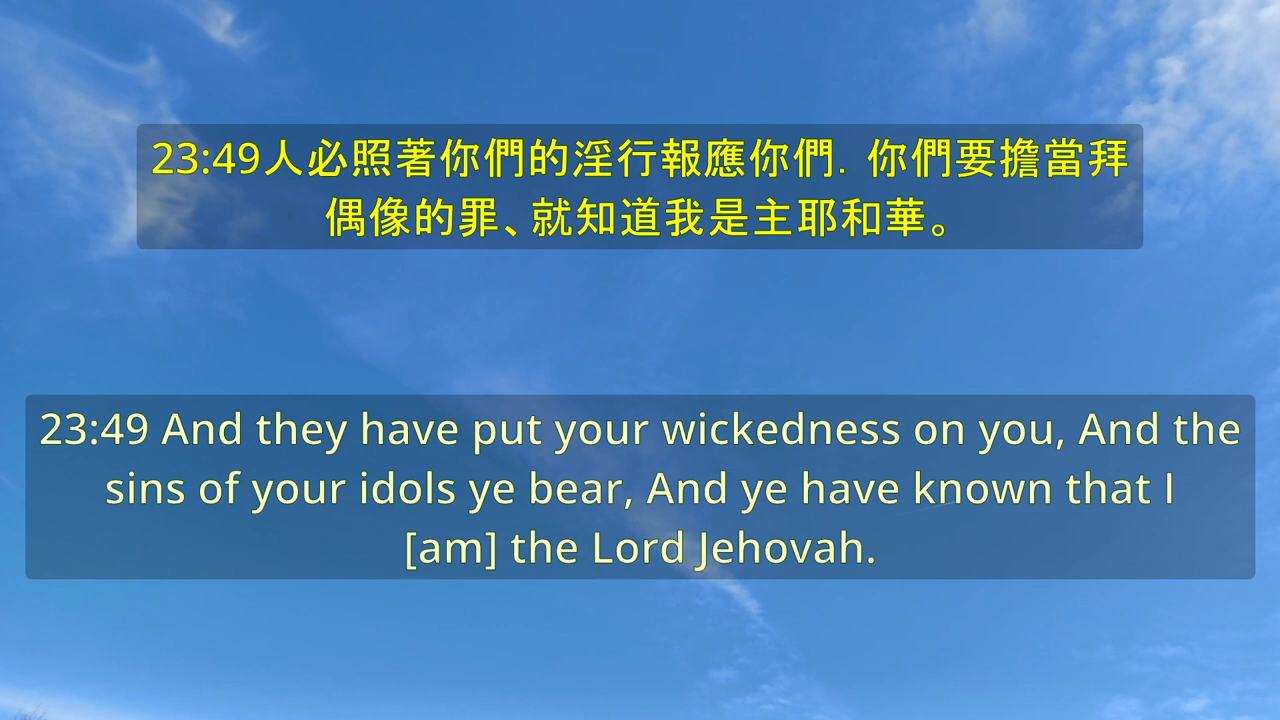 23:49人必照著你們的淫行報應你們．你們要擔當拜
偶像的罪、就知道我是主耶和華。
23:49 And they have put your wickedness on you, And the
sins of your idols ye bear, And ye have known that I
[am] the Lord Jehovah.